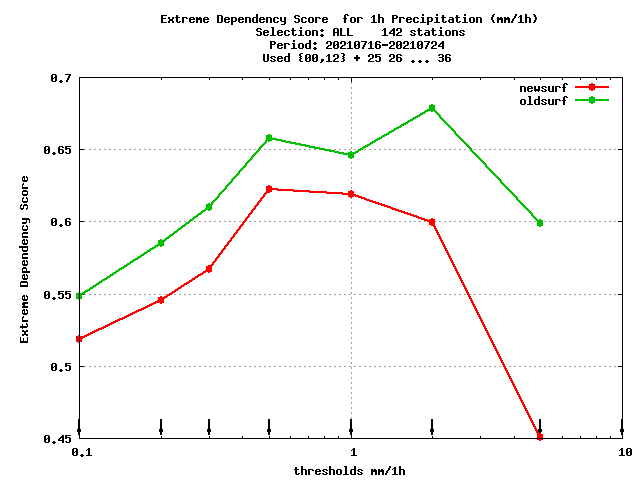 Extreme Dependency Score  for 1h Precipitation (mm/1h)
Selection: ALL    142 stations
Period: 20210716-20210724
Used {00,12} + 25 26 ... 36
0.7
newsurf
oldsurf
0.65
0.6
0.55
0.5
0.45
Extreme Dependency Score
0.1
1
10
thresholds mm/1h